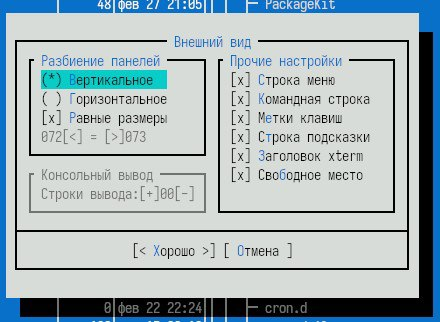 48 фев 27 21:05 ├─ PackageKit
Внешний вид
Разбиение панелей
(*) Вертикальное
( ) Горизонтальное
[x] Равные размеры
072[<] = [>]073
Консольный вывод
Строки вывода:[+]00[-]
Прочие настройки
[x] Строка меню
[x] Командная строка
[x] Метки клавиш
[x] Строка подсказки
[x] Заголовок xterm
[x] Свободное место
[< Хорошо >] [ Отмена ]
0 фев 22 22:24 ├─ cron.d